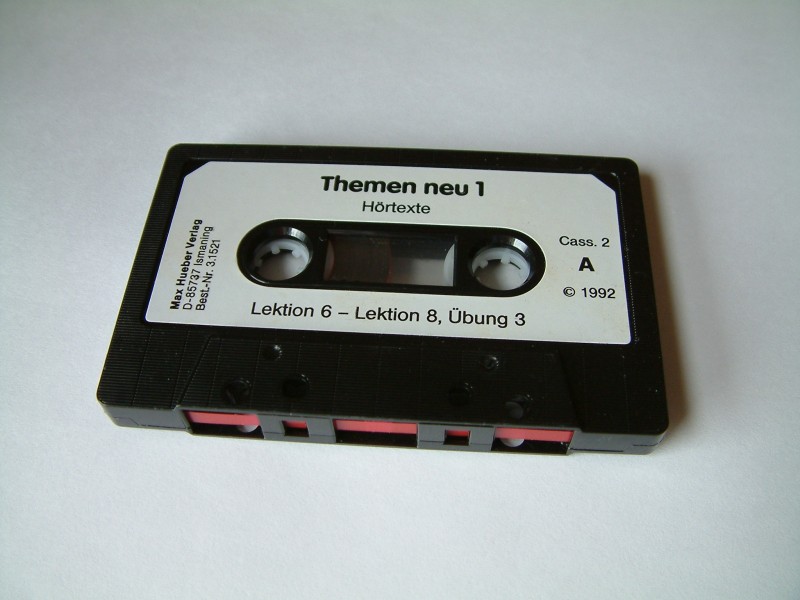 Themen neu 1
Hörtexte
Max Hueber Verlag
D-85737 Ismaning
Best.-Nr. 3.1521
Cass. 2
A
© 1992
Lektion 6 – Lektion 8, Übung 3